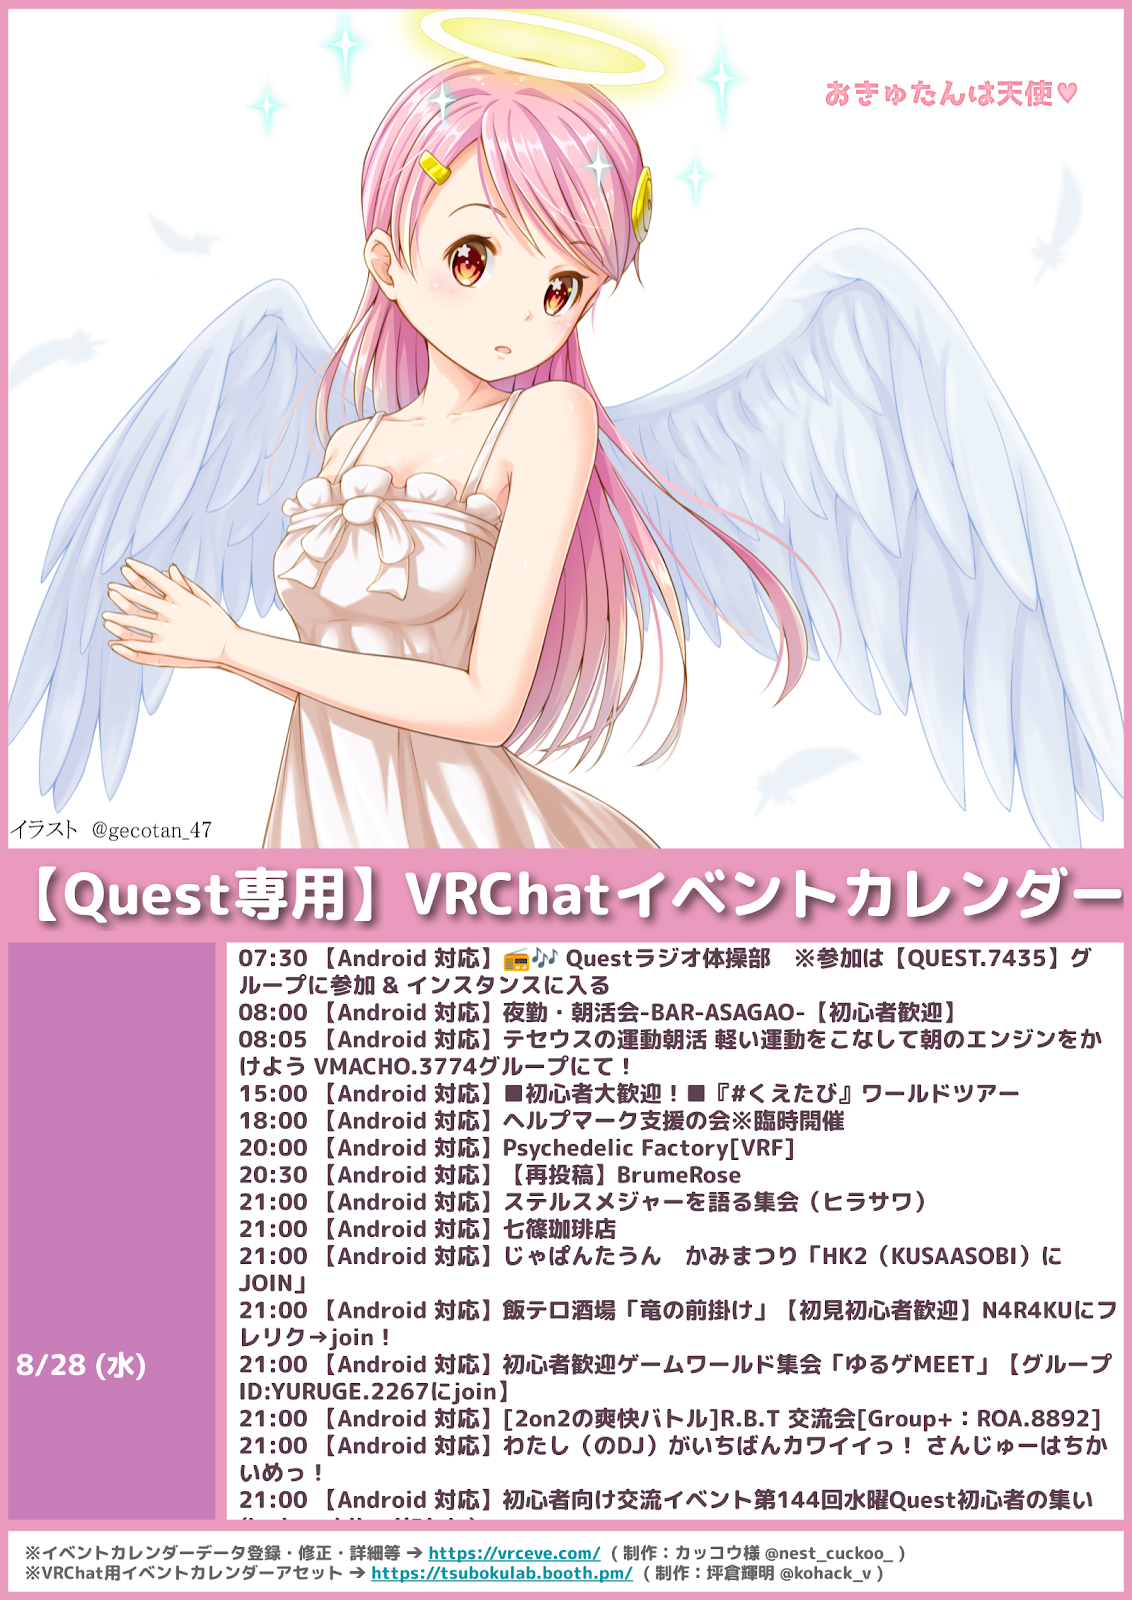 おきゅたんは天使♥
イラスト @gecotan_47
【Quest専用】VRChatイベントカレンダー
8/28 (水)
07:30 【Android 対応】📻🎶 Questラジオ体操部　※参加は【QUEST.7435】グ
ループに参加 & インスタンスに入る
08:00 【Android 対応】夜勤・朝活会-BAR-ASAGAO-【初心者歓迎】
08:05 【Android 対応】テセウスの運動朝活 軽い運動をこなして朝のエンジンをか
けよう VMACHO.3774グループにて！
15:00 【Android 対応】■初心者大歓迎！■『#くえたび』ワールドツアー
18:00 【Android 対応】ヘルプマーク支援の会※臨時開催
20:00 【Android 対応】Psychedelic Factory[VRF]
20:30 【Android 対応】【再投稿】BrumeRose
21:00 【Android 対応】ステルスメジャーを語る集会（ヒラサワ）
21:00 【Android 対応】七篠珈琲店
21:00 【Android 対応】じゃぱんたうん　かみまつり「HK2（KUSAASOBI）に
JOIN」
21:00 【Android 対応】飯テロ酒場「竜の前掛け」【初見初心者歓迎】N4R4KUにフ
レリク→join！
21:00 【Android 対応】初心者歓迎ゲームワールド集会「ゆるゲMEET」【グループ
ID:YURUGE.2267にjoin】
21:00 【Android 対応】[2on2の爽快バトル]R.B.T 交流会[Group+：ROA.8892]
21:00 【Android 対応】わたし（のDJ）がいちばんカワイイっ！ さんじゅーはちか
いめっ！
21:00 【Android 対応】初心者向け交流イベント第144回水曜Quest初心者の集い
※イベントカレンダーデータ登録・修正・詳細等 → https://vrceve.com/ ( 制作：カッコウ様 @nest_cuckoo_ )
※VRChat用イベントカレンダーアセット → https://tsubokulab.booth.pm/ ( 制作：坪倉輝明 @kohack_v )